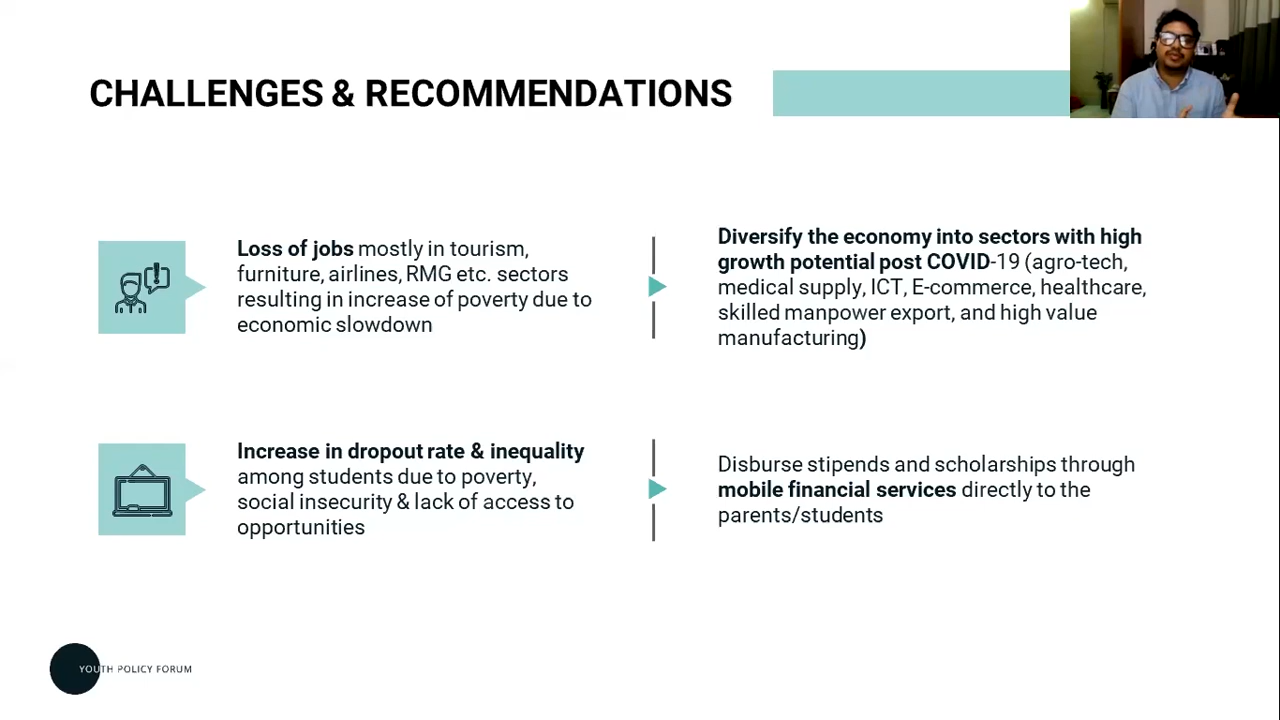 CHALLENGES & RECOMMENDATIONS
Loss of jobs mostly in tourism,
furniture, airlines, RMG etc. sectors
resulting in increase of poverty due to
economic slowdown
Diversify the economy into sectors with high
growth potential post COVID-19 (agro-tech,
medical supply, ICT, E-commerce, healthcare,
skilled manpower export, and high value
manufacturing)
Increase in dropout rate & inequality
among students due to poverty,
social insecurity & lack of access to
opportunities
Disburse stipends and scholarships through
mobile financial services directly to the
parents/students
YOUTH POLICY FORUM